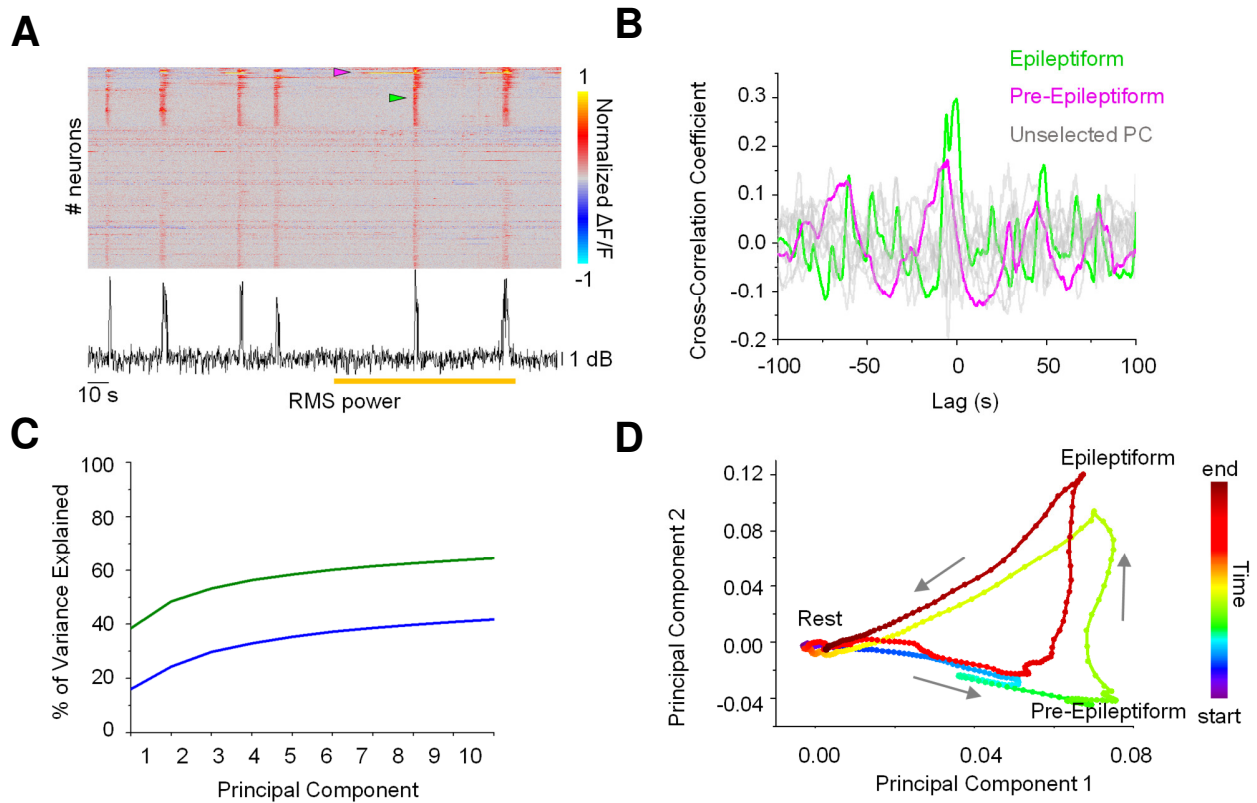 A
# neurons
1
Normalized ΔF/F
-1
1 dB
10 s
RMS power
B
Epileptiform
Pre-Epileptiform
Unselected PC
Cross-Correlation Coefficient
0.3
0.2
0.1
0.0
-0.1
-0.2
-100
-50
0
50
100
Lag (s)
C
% of Variance Explained
100
80
60
40
20
0
1 2 3 4 5 6 7 8 9 10
Principal Component
D
Principal Component 2
0.12
0.08
0.04
0.00
-0.04
Epileptiform
Rest
Pre-Epileptiform
0.00
0.04
0.08
Principal Component 1
end
Time
start